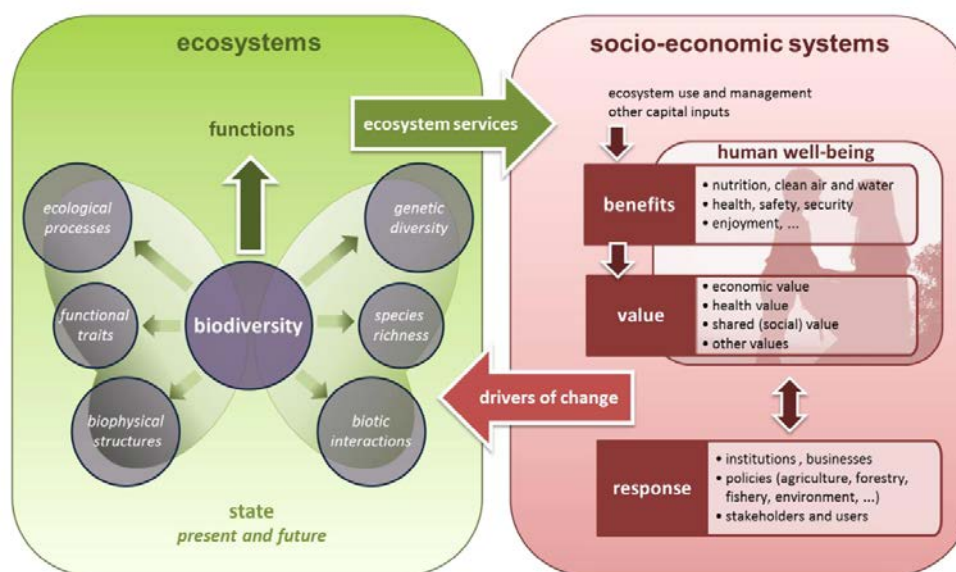 ecosystems
functions
ecological
processes
genetic
diversity
functional
traits
biodiversity
species
richness
biophysical
structures
biotic
interactions
state
present and future
ecosystem services
drivers of change
socio-economic systems
ecosystem use and management
other capital inputs
human well-being
benefits
• nutrition, clean air and water
• health, safety, security
• enjoyment, ...
value
• economic value
• health value
• shared (social) value
• other values
response
• institutions , businesses
• policies (agriculture, forestry,
fishery, environment, ...)
• stakeholders and users